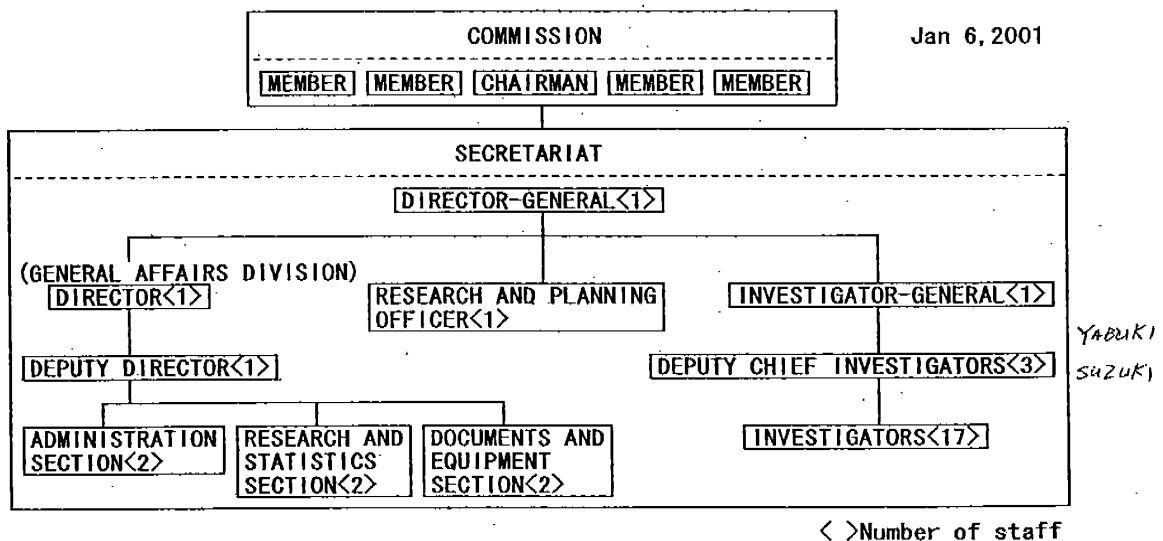 COMMISSION
Jan 6, 2001
MEMBER MEMBER CHAIRMAN MEMBER MEMBER
SECRETARIAT
DIRECTOR-GENERAL<1>
(GENERAL AFFAIRS DIVISION)
DIRECTOR<1>
RESEARCH AND PLANNING
OFFICER<1>
INVESTIGATOR-GENERAL<1>
DEPUTY DIRECTOR<1>
DEPUTY CHIEF INVESTIGATORS<3>
YABUKI
SUZUKI
ADMINISTRATION
SECTION<2>
RESEARCH AND
STATISTICS
SECTION<2>
DOCUMENTS AND
EQUIPMENT
SECTION<2>
INVESTIGATORS<17>
< >Number of staff